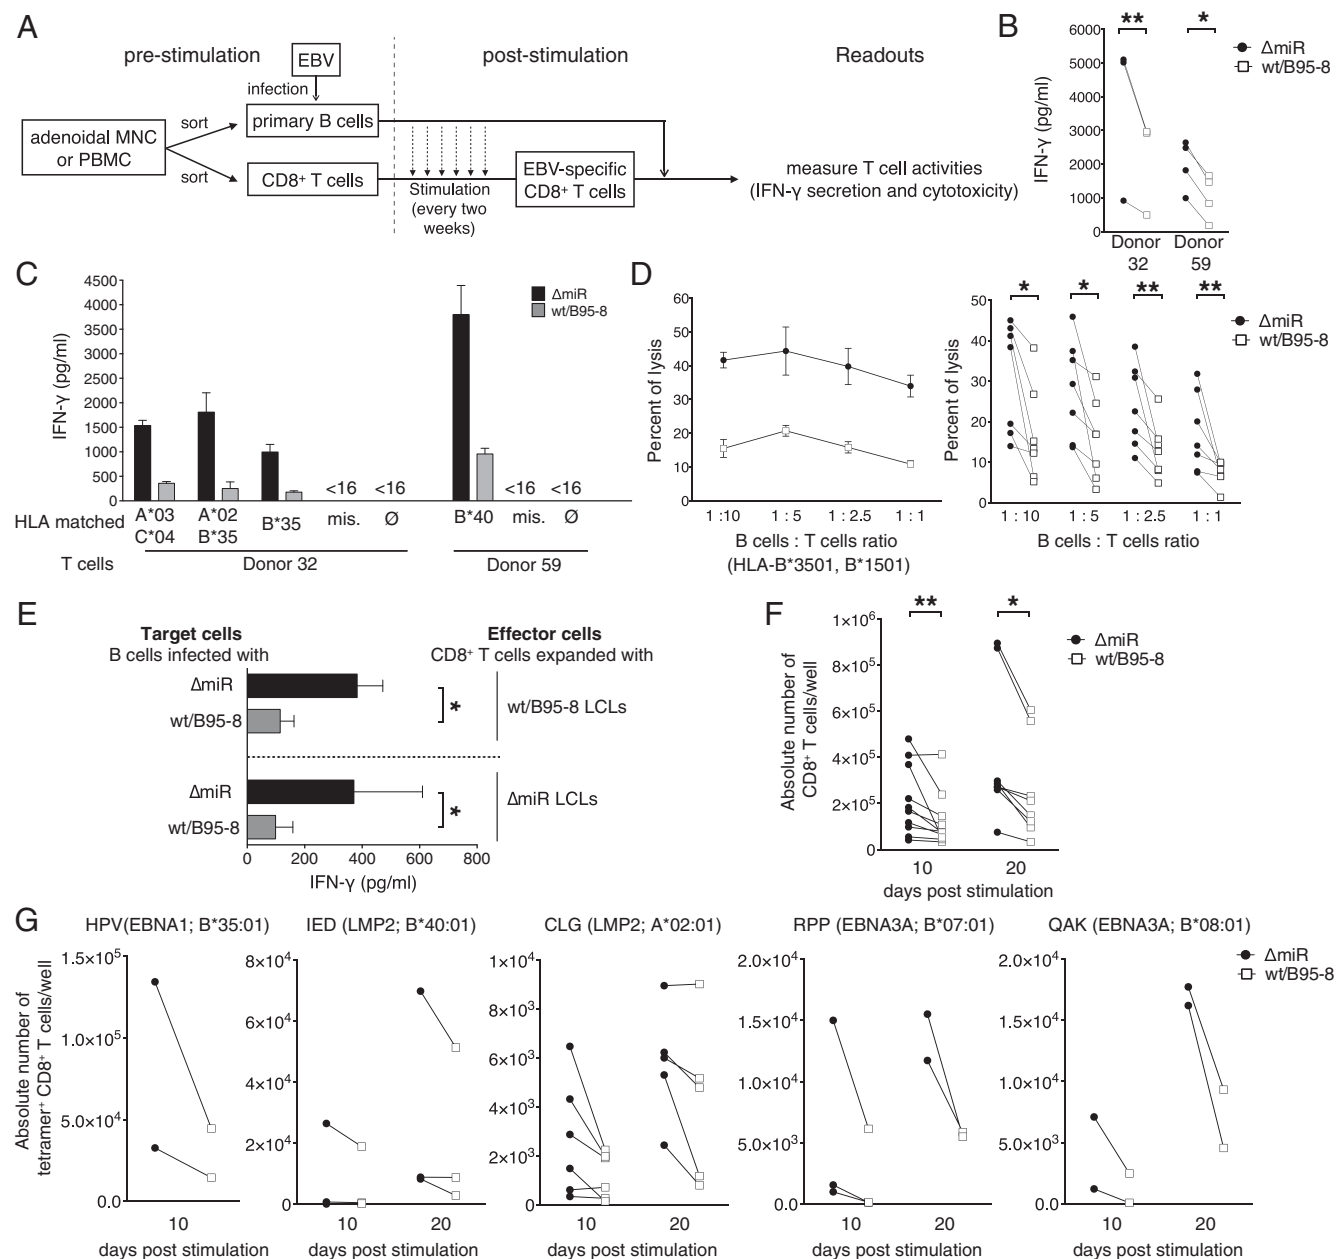 A
pre-stimulation
post-stimulation
Readouts
EBV
infection
adenoidal MNC
or PBMC
sort
sort
primary B cells
CD8⁺ T cells
Stimulation
(every two
weeks)
EBV-specific
CD8⁺ T cells
measure T cell activities
(IFN-γ secretion and cytotoxicity)
B
** *
ΔmiR
wt/B95-8
IFN-γ (pg/ml)
6000
5000
4000
3000
2000
1000
0
Donor Donor
32 59
C
ΔmiR
wt/B95-8
IFN-γ (pg/ml)
4500
4000
3500
3000
2500
2000
1500
1000
500
0
<16 <16 <16 <16
HLA matched A*03 A*02 B*35 mis. Ø B*40 mis. Ø
C*04 B*35
T cells Donor 32 Donor 59
D
Percent of lysis
60
50
40
30
20
10
0
1 : 10 1 : 5 1 : 2.5 1 : 1
B cells : T cells ratio
(HLA-B*3501, B*1501)
* * ** **
ΔmiR
wt/B95-8
Percent of lysis
50
40
30
20
10
0
1 : 10 1 : 5 1 : 2.5 1 : 1
B cells : T cells ratio
E
Target cells Effector cells
B cells infected with CD8⁺ T cells expanded with
ΔmiR
wt/B95-8
*
wt/B95-8 LCLs
ΔmiR
wt/B95-8
*
ΔmiR LCLs
0 200 400 600 800
IFN-γ (pg/ml)
F
** *
ΔmiR
wt/B95-8
Absolute number of
CD8⁺ T cells/well
1×10⁶
8×10⁵
6×10⁵
4×10⁵
2×10⁵
0
10 20
days post stimulation
G
HPV(EBNA1; B*35:01) IED (LMP2; B*40:01) CLG (LMP2; A*02:01) RPP (EBNA3A; B*07:01) QAK (EBNA3A; B*08:01)
ΔmiR
wt/B95-8
Absolute number of
tetramer⁺ CD8⁺ T cells/well
1.5×10⁵
1.0×10⁵
5.0×10⁴
0.0
10
days post stimulation
8×10⁴
6×10⁴
4×10⁴
2×10⁴
0
10 20
days post stimulation
1×10⁴
8×10³
6×10³
4×10³
2×10³
0
10 20
days post stimulation
2.0×10⁴
1.5×10⁴
1.0×10⁴
5.0×10³
0.0
10 20
days post stimulation
2.0×10⁴
1.5×10⁴
1.0×10⁴
5.0×10³
0.0
10 20
days post stimulation